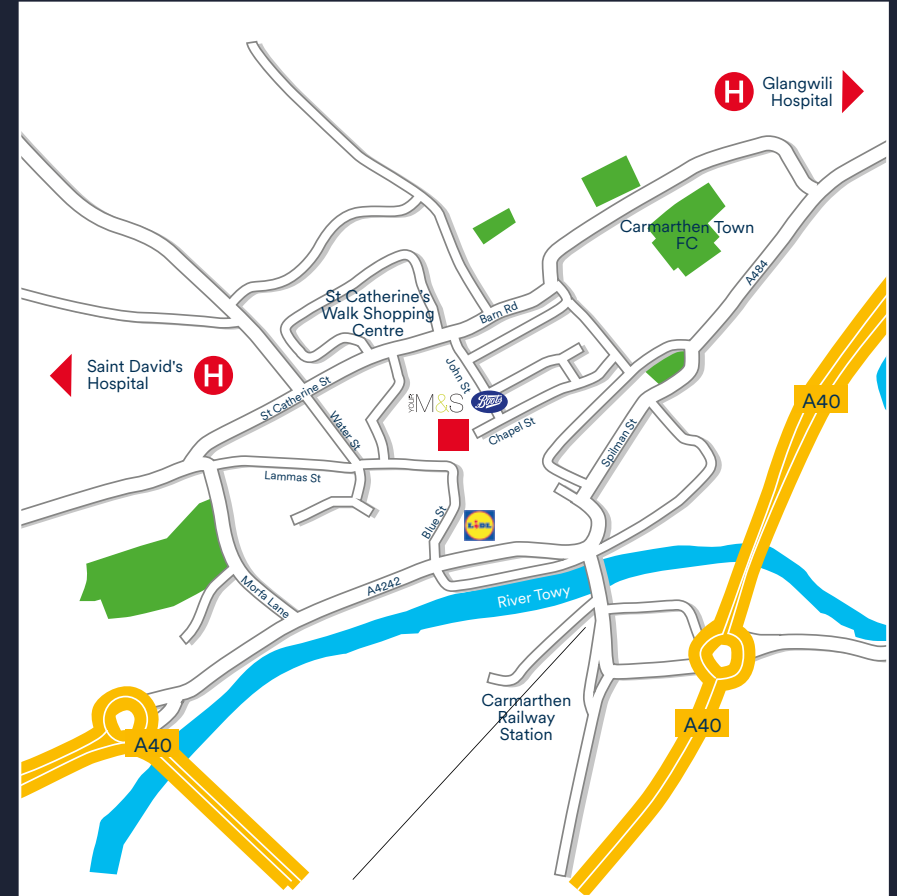 H
Glangwili
Hospital
Carmarthen Town
FC
A484
St Catherine's
Walk Shopping
Centre
Barn Rd
Saint David's
Hospital
H
John St
St Catherine St
YOUR
M&S
Boots
A40
Water St
Chapel St
Spilman St
Lammas St
Blue St
LIDL
A4242
Morfa Lane
River Towy
Carmarthen
Railway
Station
A40
A40